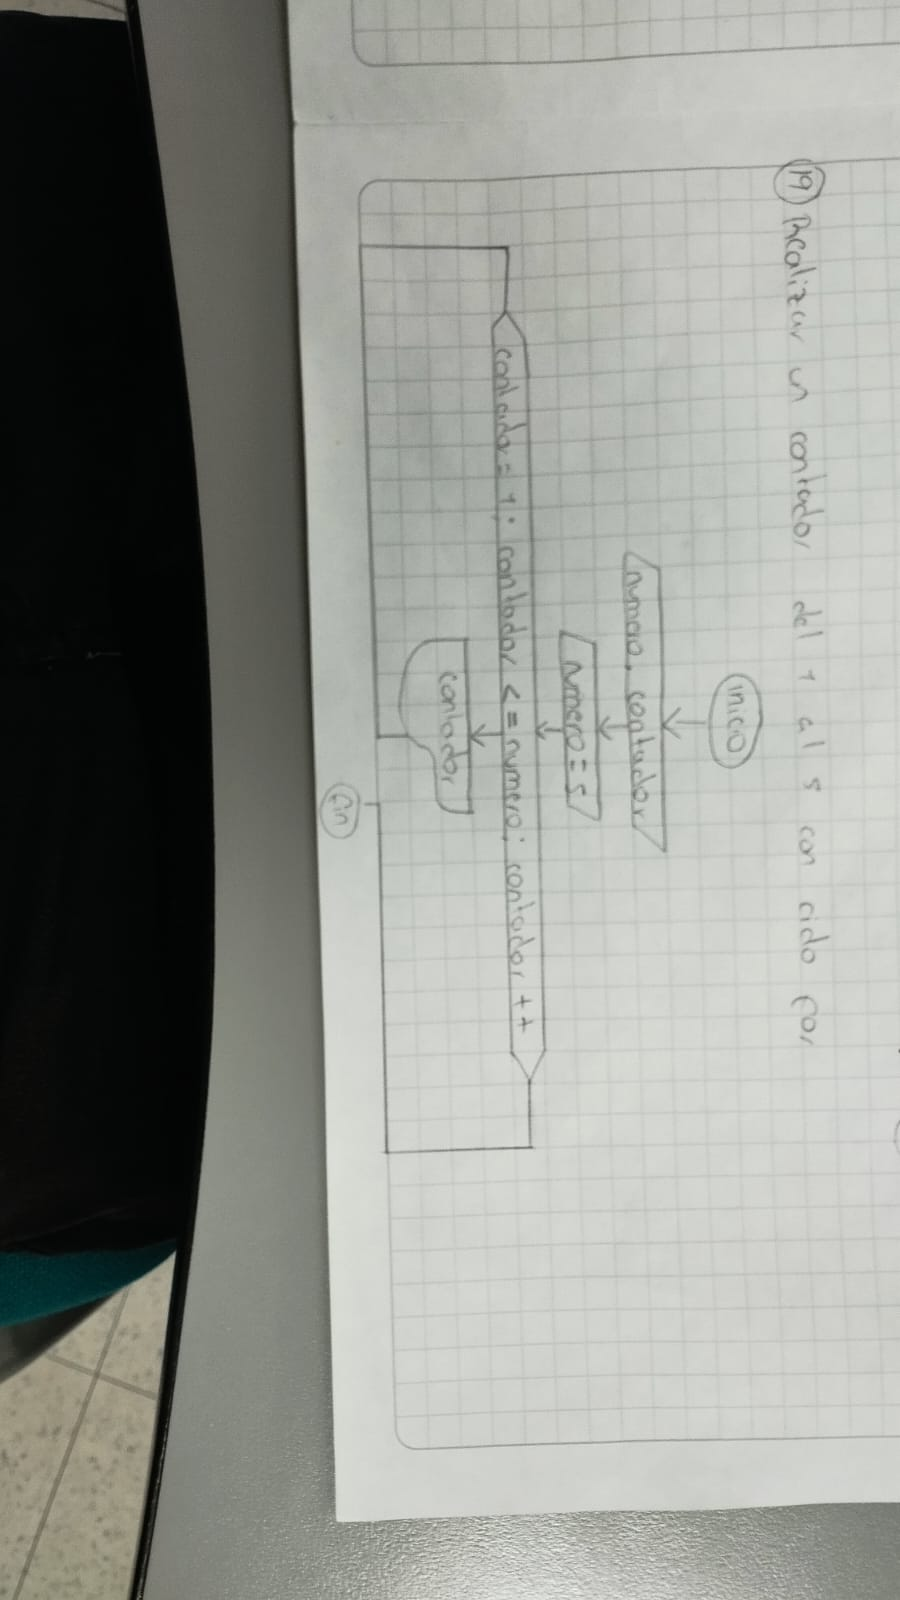 19 Realizar un contador del 1 al 5 con ciclo for
inicio
numero, contador
numero = 5
contador = 1; contador <= numero; contador ++
contador
fin